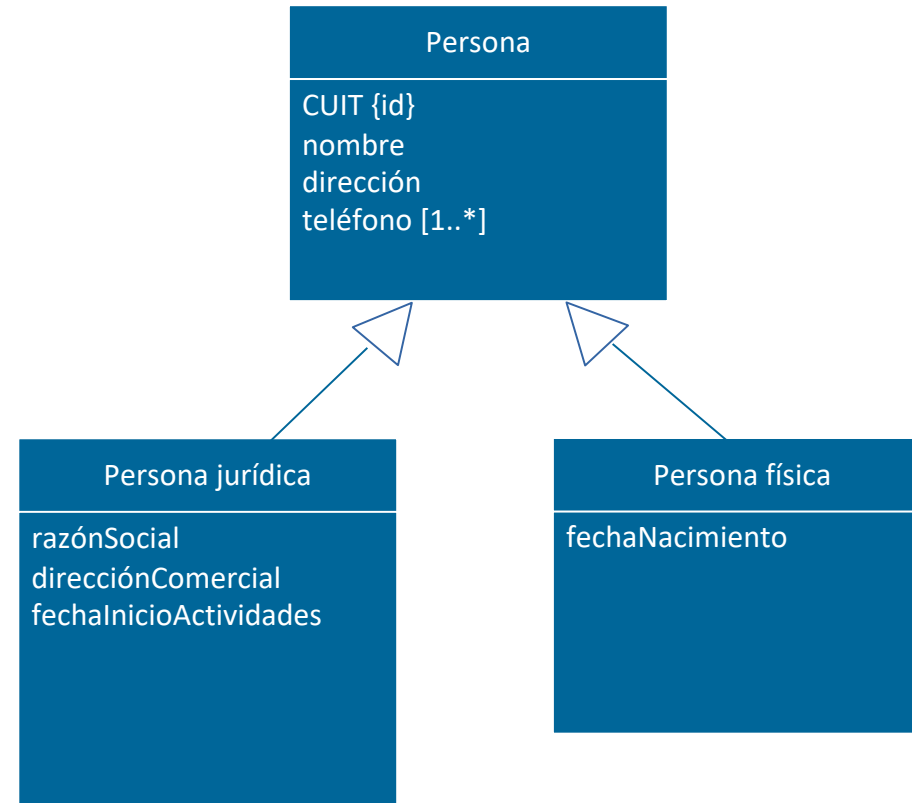 Persona
CUIT {id}
nombre
dirección
teléfono [1..*]
Persona jurídica
razónSocial
direcciónComercial
fechaInicioActividades
Persona física
fechaNacimiento